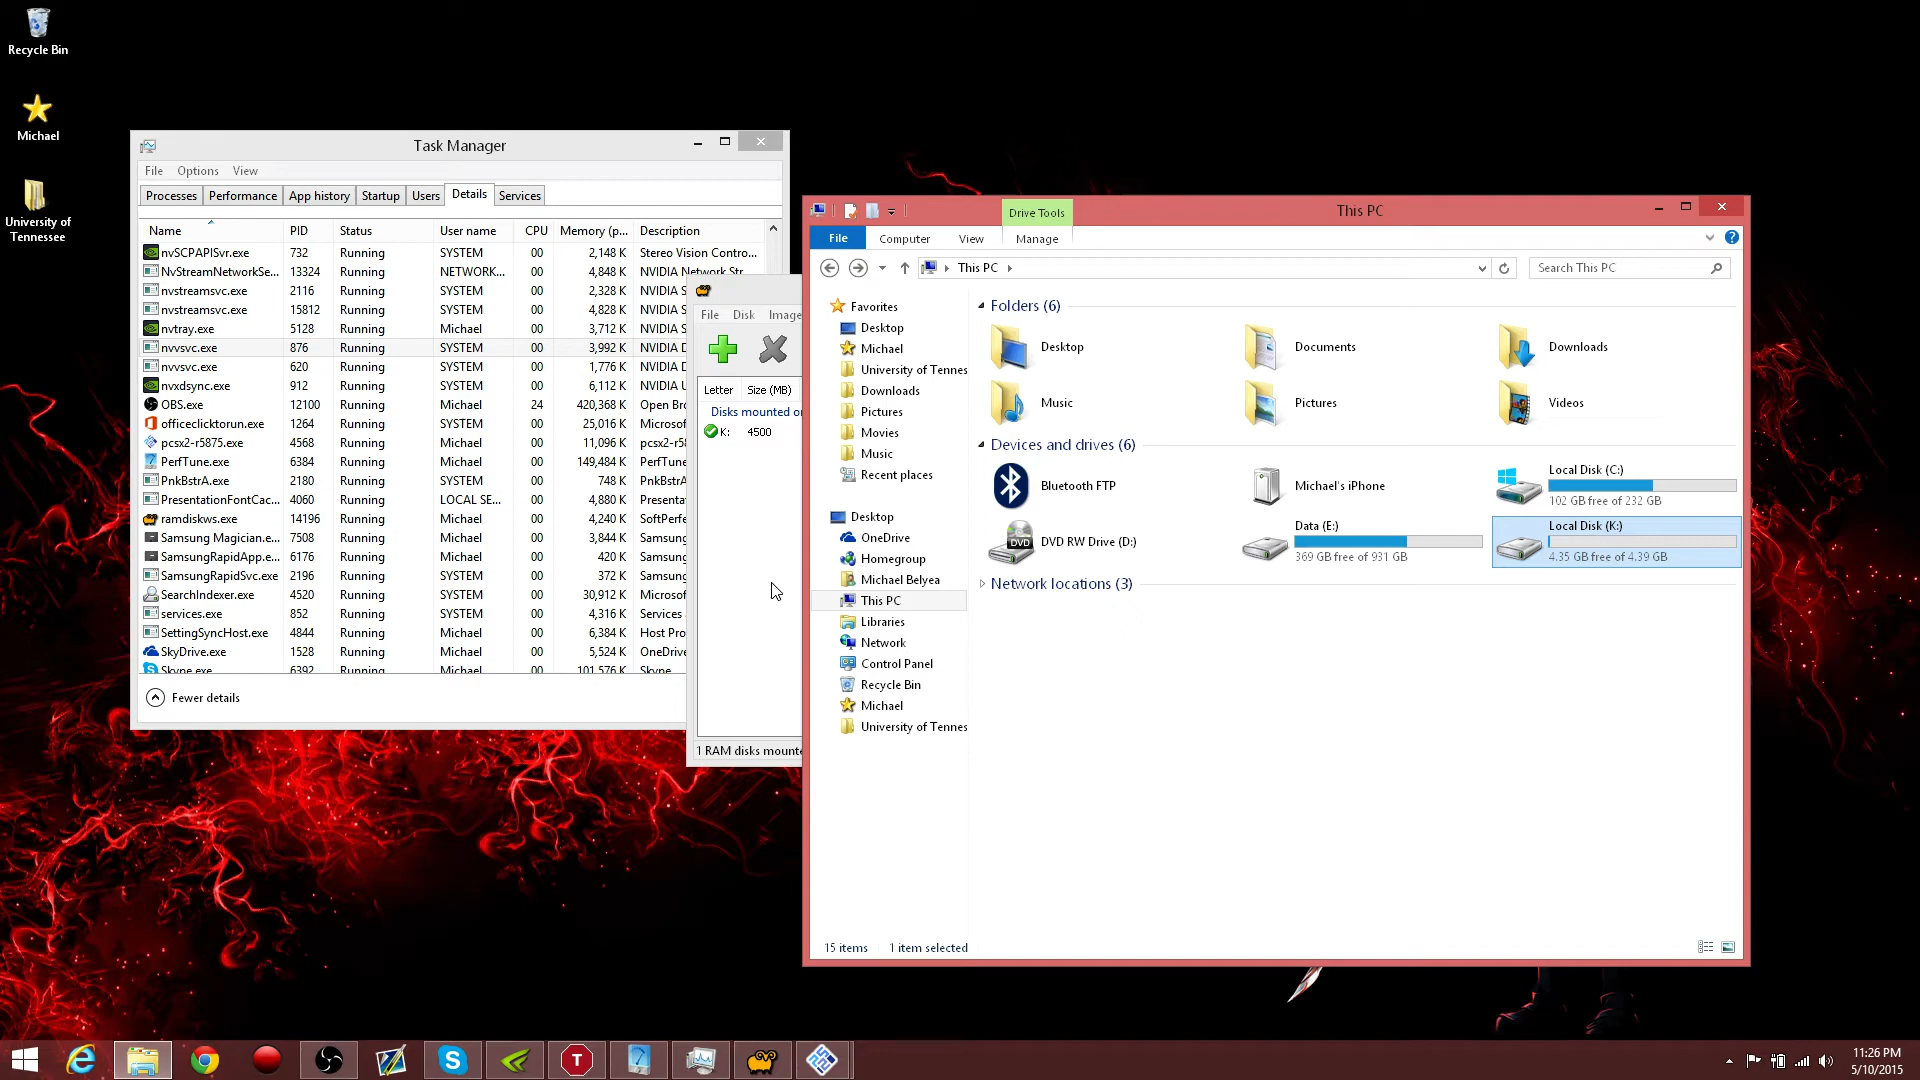 Recycle Bin
Michael
University of
Tennessee
Task Manager
File Options View
Processes Performance App history Startup Users Details Services
Name PID Status User name CPU Memory (p... Description
nvSCPAPISvr.exe 732 Running SYSTEM 00 2,148 K Stereo Vision Contro...
NvStreamNetworkSe... 13324 Running NETWORK... 00 4,848 K NVIDIA Network Str...
nvstreamsvc.exe 2116 Running SYSTEM 00 2,328 K NVIDIA S
nvstreamsvc.exe 15812 Running SYSTEM 00 4,828 K NVIDIA S
nvtray.exe 5128 Running Michael 00 3,712 K NVIDIA S
nvvsvc.exe 876 Running SYSTEM 00 3,992 K NVIDIA D
nvvsvc.exe 620 Running SYSTEM 00 1,776 K NVIDIA D
nvxdsync.exe 912 Running SYSTEM 00 6,112 K NVIDIA U
OBS.exe 12100 Running Michael 24 420,368 K Open Bro
officeclicktorun.exe 1264 Running SYSTEM 00 25,016 K Microsof
pcsx2-r5875.exe 4568 Running Michael 00 11,096 K pcsx2-r58
PerfTune.exe 6384 Running Michael 00 149,484 K PerfTune
PnkBstrA.exe 2180 Running SYSTEM 00 748 K PnkBstrA
PresentationFontCac... 4060 Running LOCAL SE... 00 4,880 K Presenta
ramdiskws.exe 14196 Running Michael 00 4,240 K SoftPerfe
Samsung Magician.e... 7508 Running Michael 00 3,844 K Samsung
SamsungRapidApp.e... 6176 Running Michael 00 420 K Samsung
SamsungRapidSvc.exe 2196 Running SYSTEM 00 372 K Samsung
SearchIndexer.exe 4520 Running SYSTEM 00 30,912 K Microsof
services.exe 852 Running SYSTEM 00 4,316 K Services
SettingSyncHost.exe 4844 Running Michael 00 6,384 K Host Pro
SkyDrive.exe 1528 Running Michael 00 5,524 K OneDrive
Skype.exe 6392 Running Michael 00 101,576 K Skype
Fewer details
File Disk Image
Letter Size (MB)
Disks mounted on
K: 4500
1 RAM disks mounte
Drive Tools This PC
File Computer View Manage
This PC
Search This PC
Favorites
Desktop
Michael
University of Tennes
Downloads
Pictures
Movies
Music
Recent places
Desktop
OneDrive
Homegroup
Michael Belyea
This PC
Libraries
Network
Control Panel
Recycle Bin
Michael
University of Tennes
Folders (6)
Desktop Documents Downloads
Music Pictures Videos
Devices and drives (6)
Bluetooth FTP
Michael's iPhone
Local Disk (C:)
102 GB free of 232 GB
DVD
DVD RW Drive (D:)
Data (E:)
369 GB free of 931 GB
Local Disk (K:)
4.35 GB free of 4.39 GB
Network locations (3)
15 items 1 item selected
11:26 PM
5/10/2015